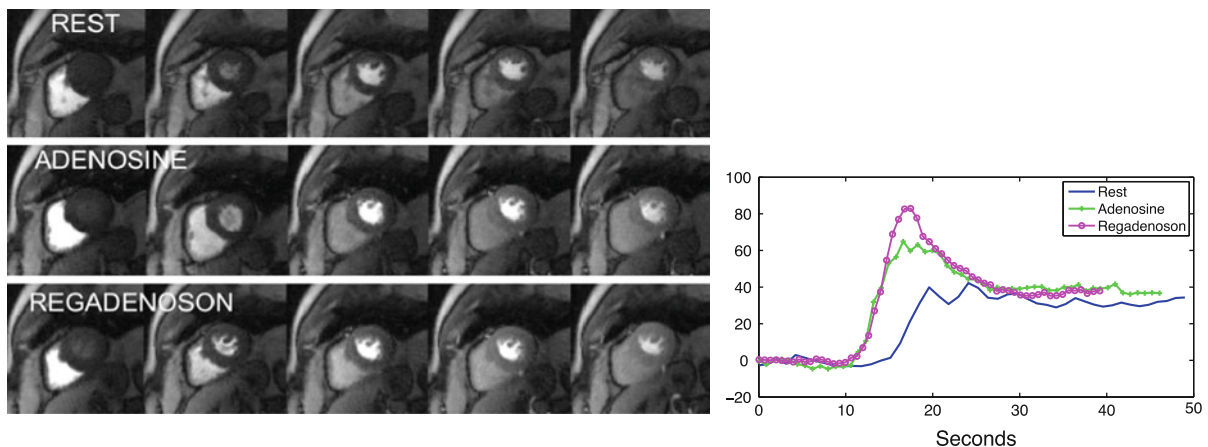 REST
ADENOSINE
REGADENOSON
100
80
60
40
20
0
−20
0
10
20
30
40
50
Seconds
Rest
Adenosine
Regadenoson